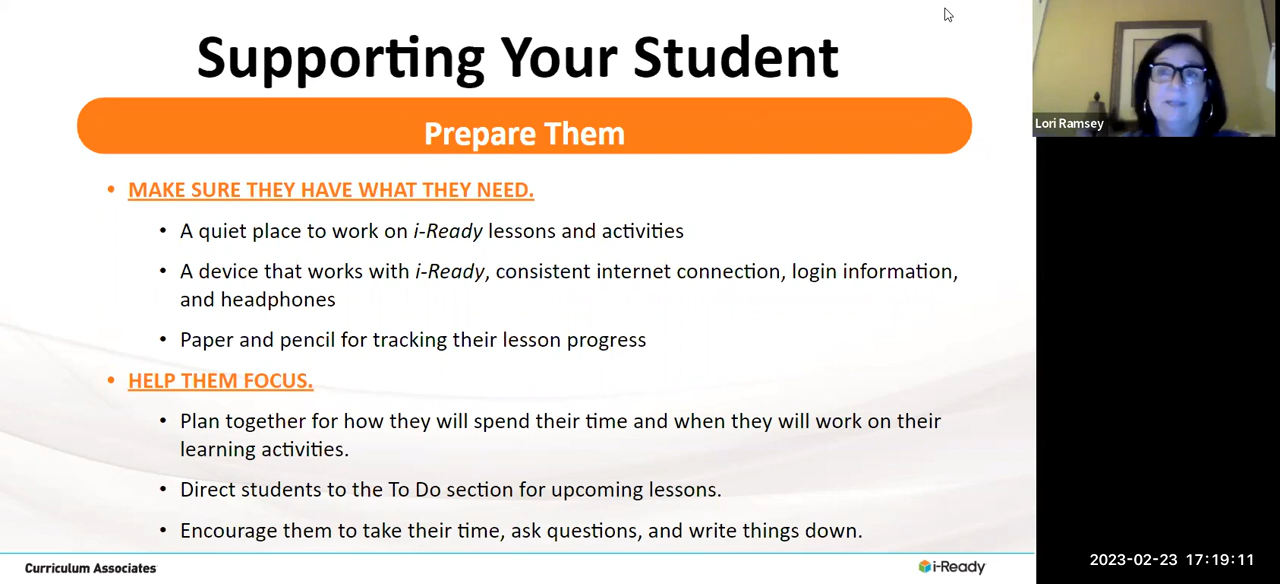 Supporting Your Student
Prepare Them
• MAKE SURE THEY HAVE WHAT THEY NEED.
• A quiet place to work on i-Ready lessons and activities
• A device that works with i-Ready, consistent internet connection, login information,
and headphones
• Paper and pencil for tracking their lesson progress
• HELP THEM FOCUS.
• Plan together for how they will spend their time and when they will work on their
learning activities.
• Direct students to the To Do section for upcoming lessons.
• Encourage them to take their time, ask questions, and write things down.
Curriculum Associates
i-Ready
Lori Ramsey
2023-02-23 17:19:11